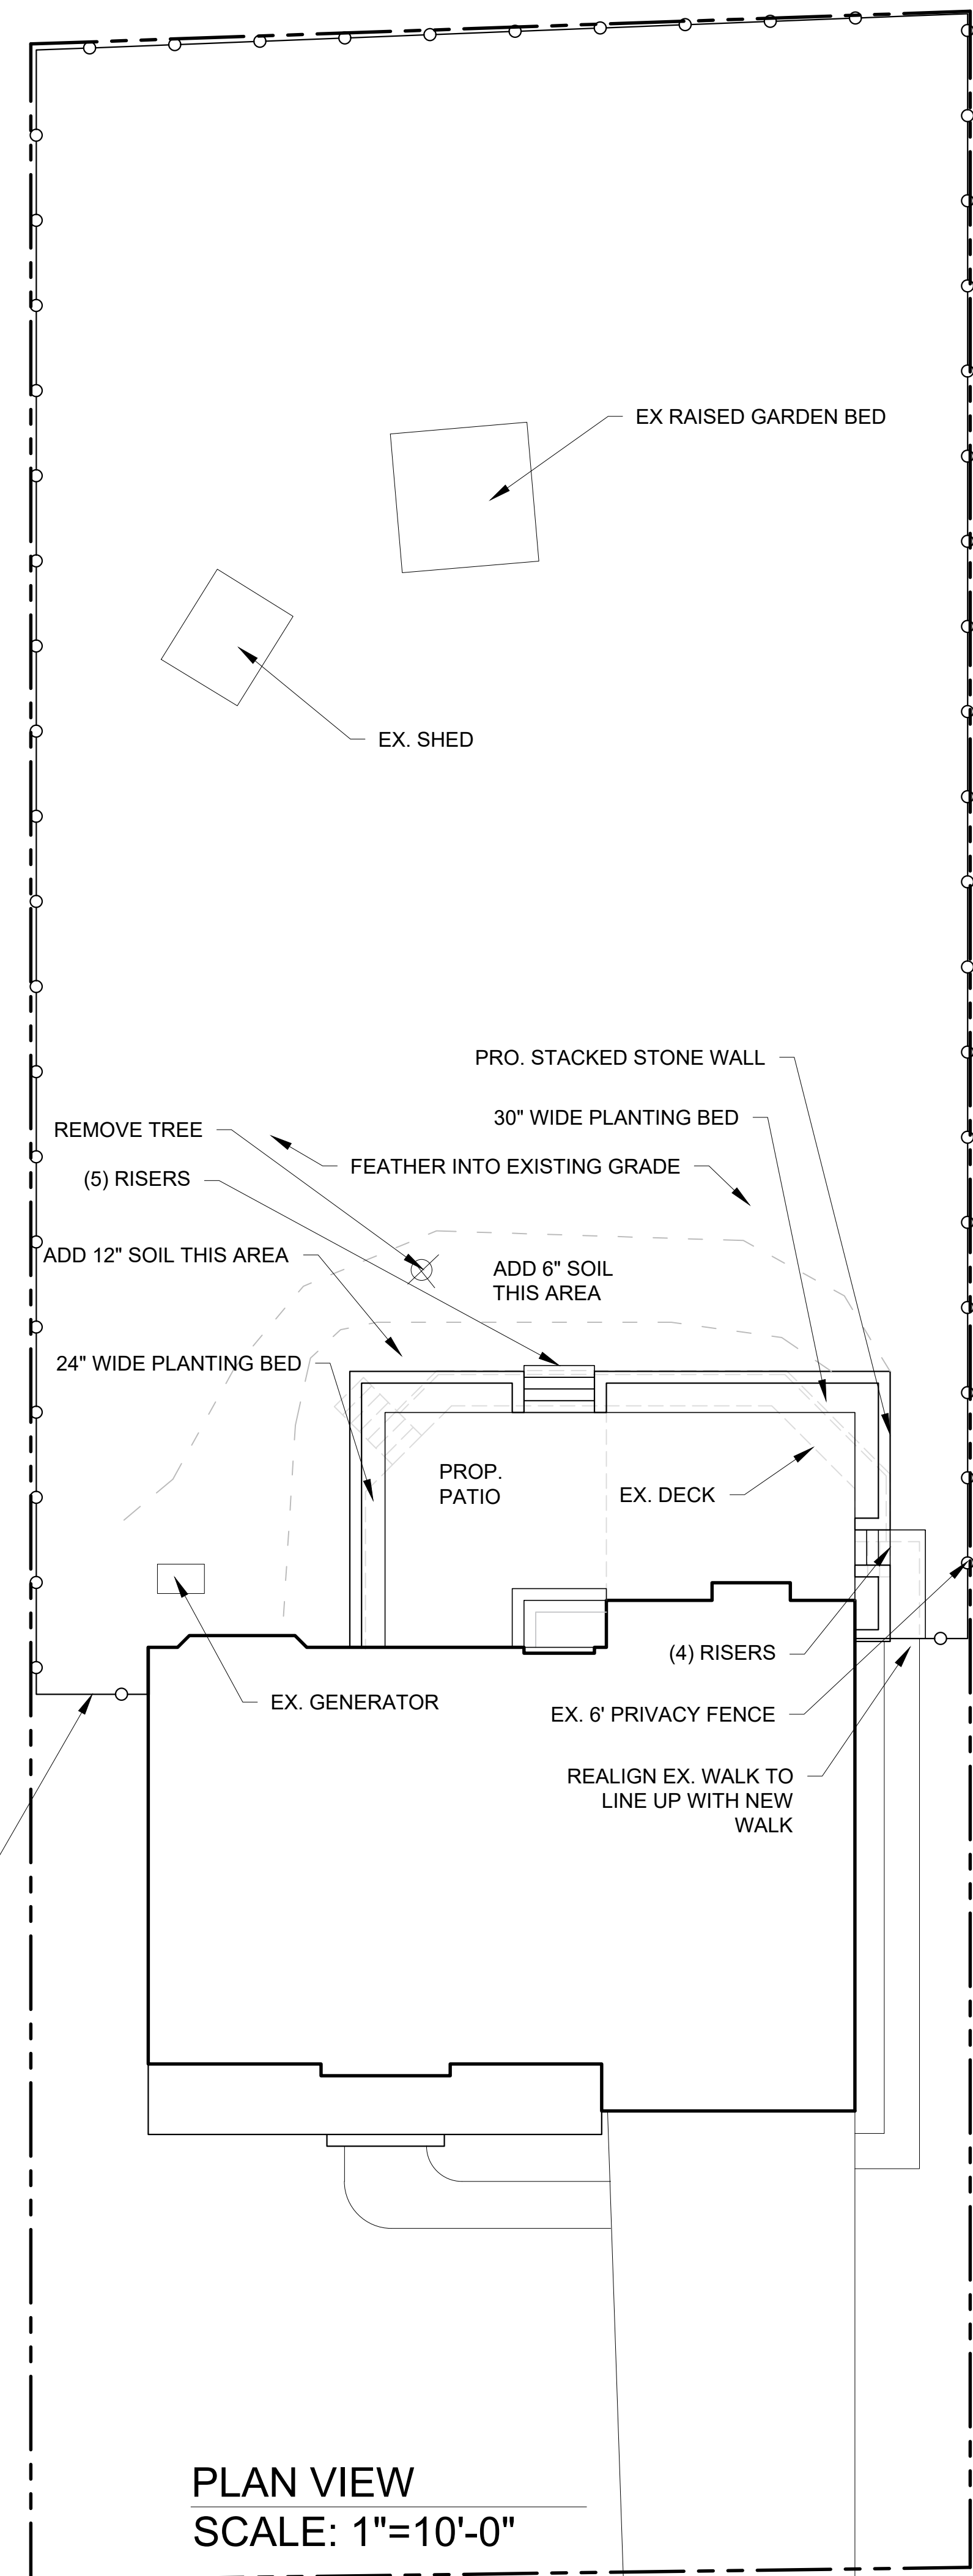 EX RAISED GARDEN BED
EX. SHED
PRO. STACKED STONE WALL
30" WIDE PLANTING BED
REMOVE TREE
FEATHER INTO EXISTING GRADE
(5) RISERS
ADD 12" SOIL THIS AREA
ADD 6" SOIL
THIS AREA
24" WIDE PLANTING BED
PROP.
PATIO
EX. DECK
(4) RISERS
EX. GENERATOR
EX. 6' PRIVACY FENCE
REALIGN EX. WALK TO
LINE UP WITH NEW
WALK
PLAN VIEW
SCALE: 1"=10'-0"